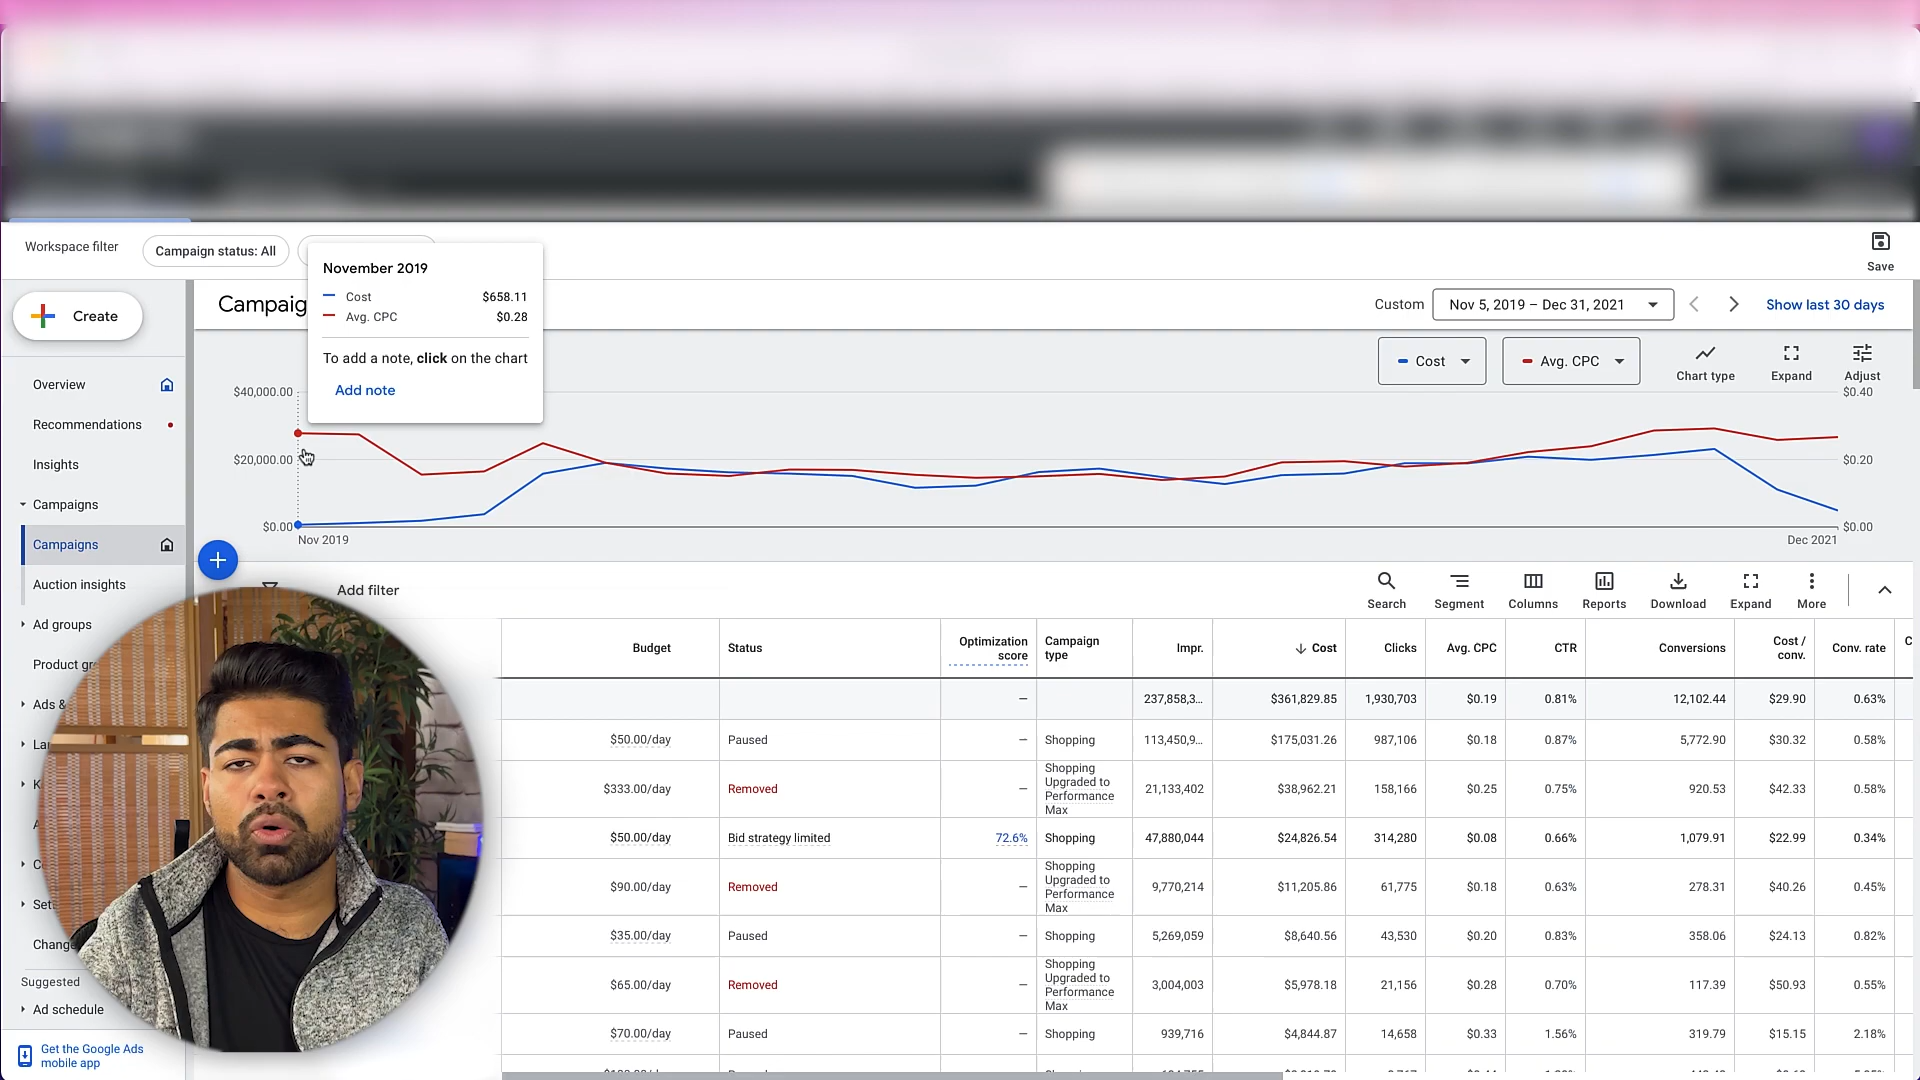 Workspace filter
Campaign status: All
Save
November 2019
Cost $658.11
Avg. CPC $0.28
To add a note, click on the chart
Add note
Create
Campaig
Custom
Nov 5, 2019 – Dec 31, 2021
Show last 30 days
Cost
Avg. CPC
Chart type
Expand
Adjust
$40,000.00
$0.40
$20,000.00
$0.20
$0.00
$0.00
Nov 2019
Dec 2021
Overview
Recommendations
Insights
Campaigns
Campaigns
Auction insights
Ad groups
Product gr
Ads &
Lar
K
A
C
Set
Change
Suggested
Ad schedule
Get the Google Ads
mobile app
Add filter
Search
Segment
Columns
Reports
Download
Expand
More
Budget Status Optimization score Campaign type Impr. Cost Clicks Avg. CPC CTR Conversions Cost / conv. Conv. rate C
— 237,858,3... $361,829.85 1,930,703 $0.19 0.81% 12,102.44 $29.90 0.63%
$50.00/day Paused — Shopping 113,450,9... $175,031.26 987,106 $0.18 0.87% 5,772.90 $30.32 0.58%
$333.00/day Removed — Shopping Upgraded to Performance Max 21,133,402 $38,962.21 158,166 $0.25 0.75% 920.53 $42.33 0.58%
$50.00/day Bid strategy limited 72.6% Shopping 47,880,044 $24,826.54 314,280 $0.08 0.66% 1,079.91 $22.99 0.34%
$90.00/day Removed — Shopping Upgraded to Performance Max 9,770,214 $11,205.86 61,775 $0.18 0.63% 278.31 $40.26 0.45%
$35.00/day Paused — Shopping 5,269,059 $8,640.56 43,530 $0.20 0.83% 358.06 $24.13 0.82%
$65.00/day Removed — Shopping Upgraded to Performance Max 3,004,003 $5,978.18 21,156 $0.28 0.70% 117.39 $50.93 0.55%
$70.00/day Paused — Shopping 939,716 $4,844.87 14,658 $0.33 1.56% 319.79 $15.15 2.18%